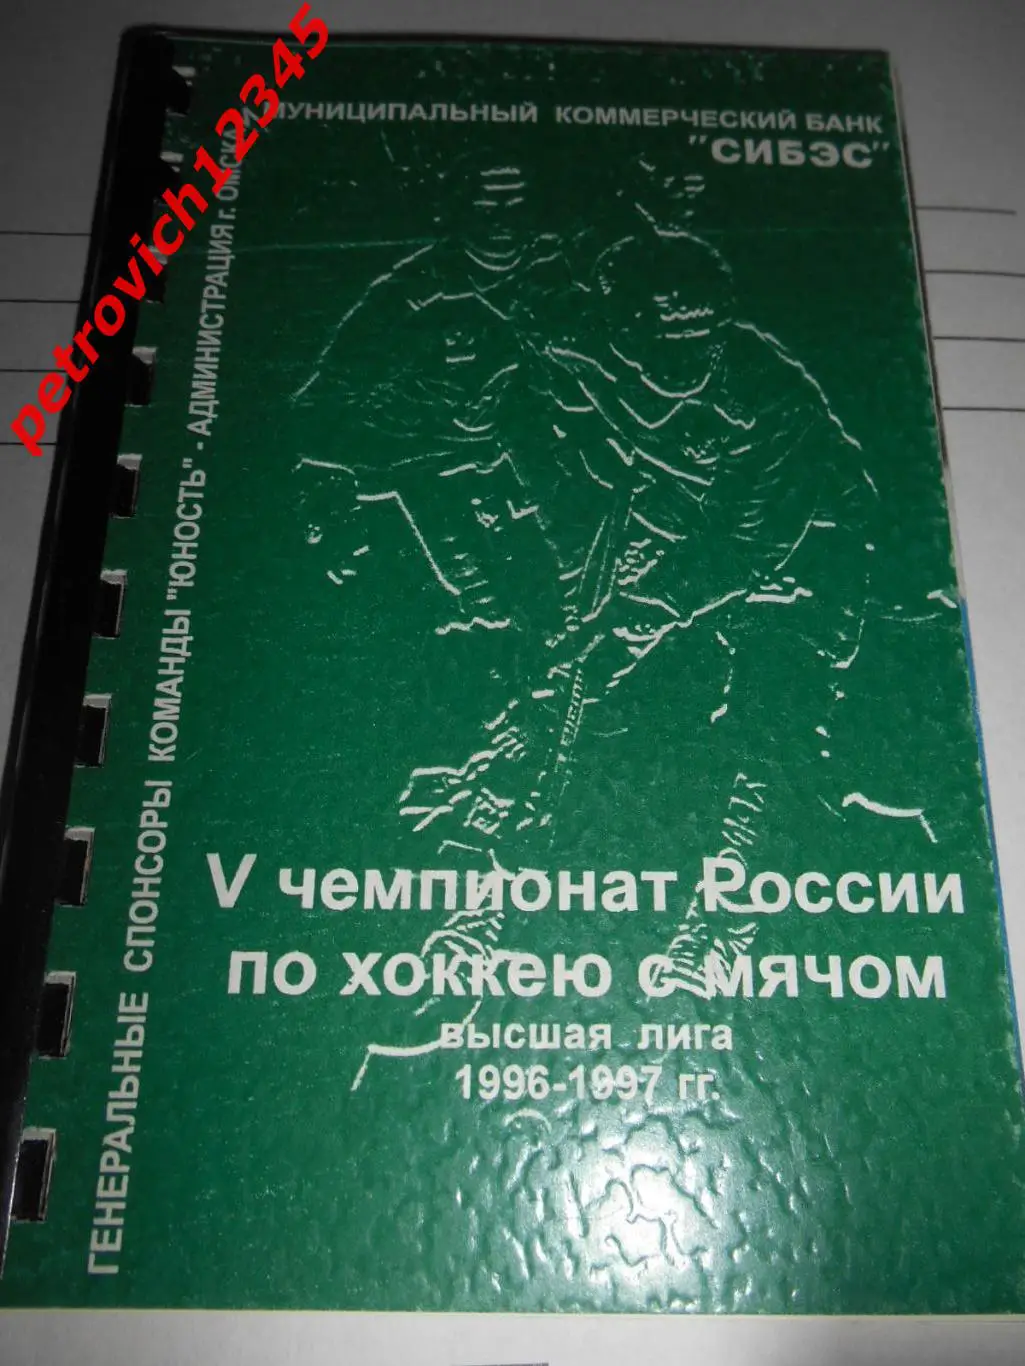 МУНИЦИПАЛЬНЫЙ КОММЕРЧЕСКИЙ БАНК
"СИБЭС"
ГЕНЕРАЛЬНЫЕ СПОНСОРЫ КОМАНДЫ "ЮНОСТЬ" - АДМИНИСТРАЦИЯ г. ОМСКА И
V чемпионат России
по хоккею с мячом
высшая лига
1996-1997 гг.
petrovich12345